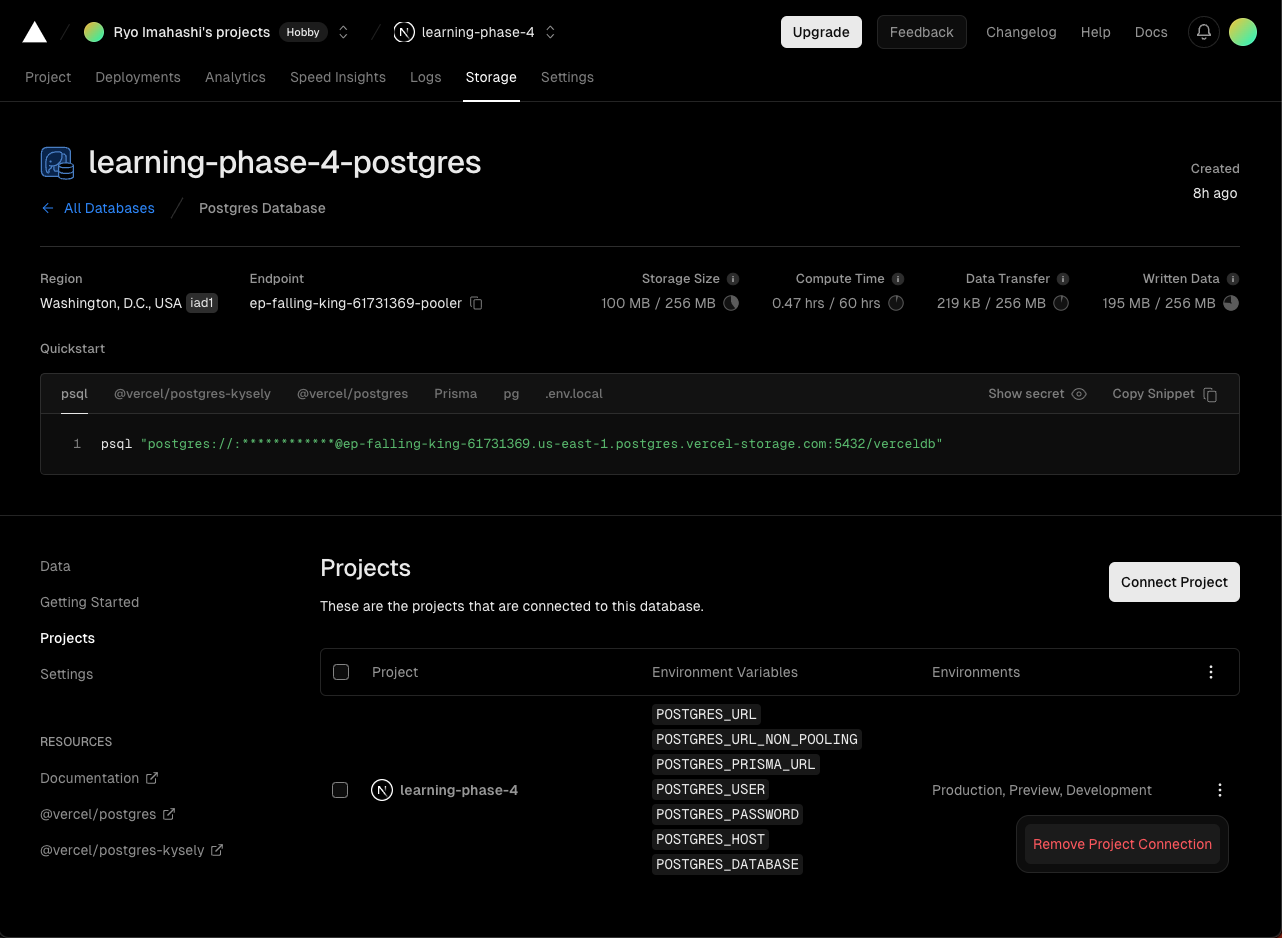 Ryo Imahashi's projects Hobby learning-phase-4 Upgrade Feedback Changelog Help Docs
Project Deployments Analytics Speed Insights Logs Storage Settings
learning-phase-4-postgres
← All Databases / Postgres Database
Created
8h ago
Region
Washington, D.C., USA iad1
Endpoint
ep-falling-king-61731369-pooler
Storage Size
100 MB / 256 MB
Compute Time
0.47 hrs / 60 hrs
Data Transfer
219 kB / 256 MB
Written Data
195 MB / 256 MB
Quickstart
psql @vercel/postgres-kysely @vercel/postgres Prisma pg .env.local Show secret Copy Snippet
1 psql "postgres://:************@ep-falling-king-61731369.us-east-1.postgres.vercel-storage.com:5432/verceldb"
Data
Getting Started
Projects
Settings
RESOURCES
Documentation
@vercel/postgres
@vercel/postgres-kysely
Projects
These are the projects that are connected to this database.
Connect Project
Project Environment Variables Environments
learning-phase-4
POSTGRES_URL
POSTGRES_URL_NON_POOLING
POSTGRES_PRISMA_URL
POSTGRES_USER
POSTGRES_PASSWORD
POSTGRES_HOST
POSTGRES_DATABASE
Production, Preview, Development
Remove Project Connection